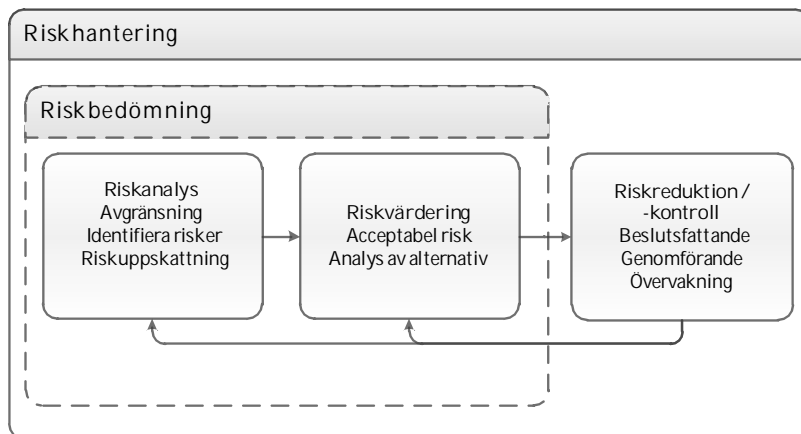 Riskhantering
Riskbedömning
Riskanalys
Avgränsning
Identifiera risker
Riskuppskattning
Riskvärdering
Acceptabel risk
Analys av alternativ
Riskreduktion /
-kontroll
Beslutsfattande
Genomförande
Övervakning